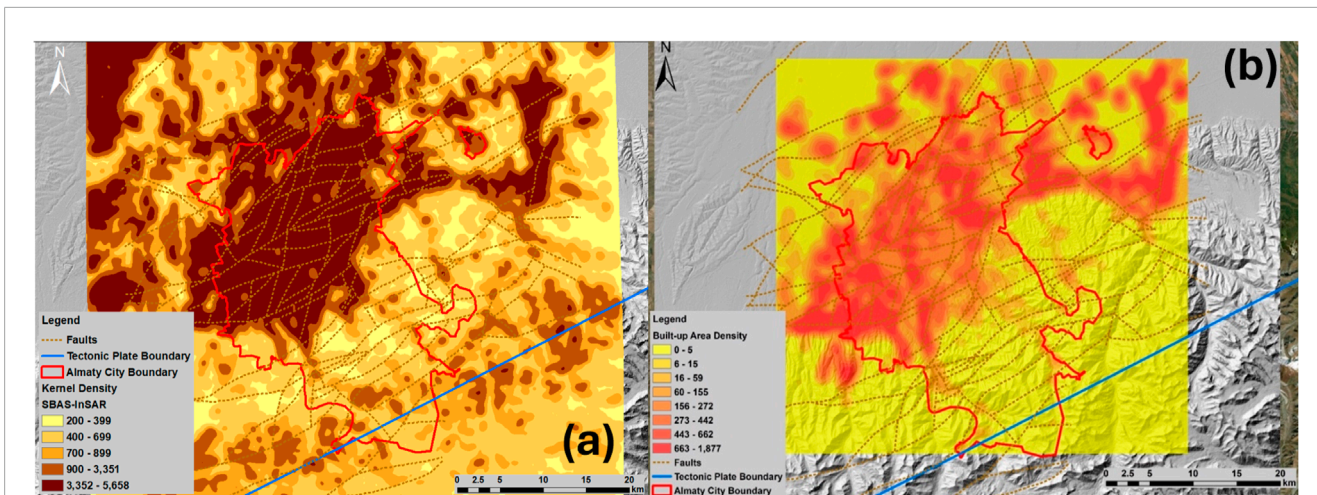 N
(a)
Legend
Faults
Tectonic Plate Boundary
Almaty City Boundary
Kernel Density
SBAS-InSAR
200 - 399
400 - 699
700 - 899
900 - 3,351
3,352 - 5,658
0 2.5 5 10 15 20
km
N
(b)
Legend
Built-up Area Density
0 - 5
6 - 15
16 - 59
60 - 155
156 - 272
273 - 442
443 - 662
663 - 1,877
Faults
Tectonic Plate Boundary
Almaty City Boundary
0 2.5 5 10 15 20
km